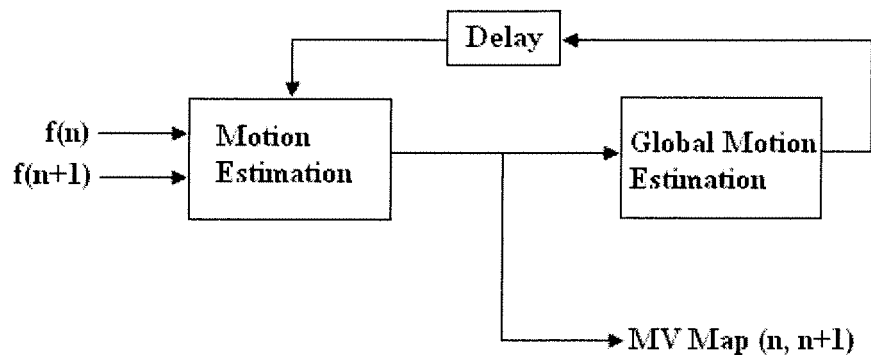 Delay
f(n)
f(n+1)
Motion
Estimation
Global Motion
Estimation
MV Map (n, n+1)